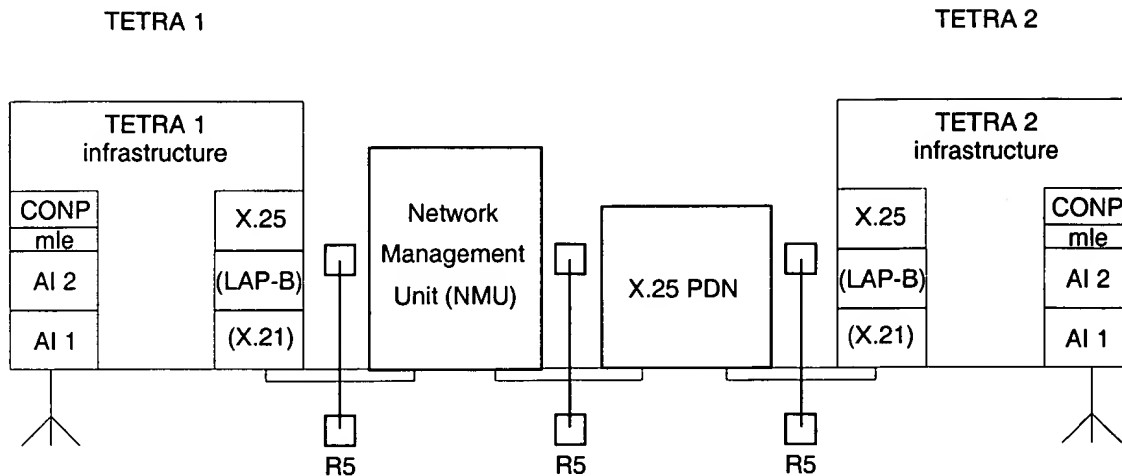 TETRA 1
TETRA 2
TETRA 1
infrastructure
CONP
mle
AI 2
AI 1
X.25
(LAP-B)
(X.21)
Network
Management
Unit (NMU)
X.25 PDN
TETRA 2
infrastructure
X.25
(LAP-B)
(X.21)
CONP
mle
AI 2
AI 1
R5
R5
R5